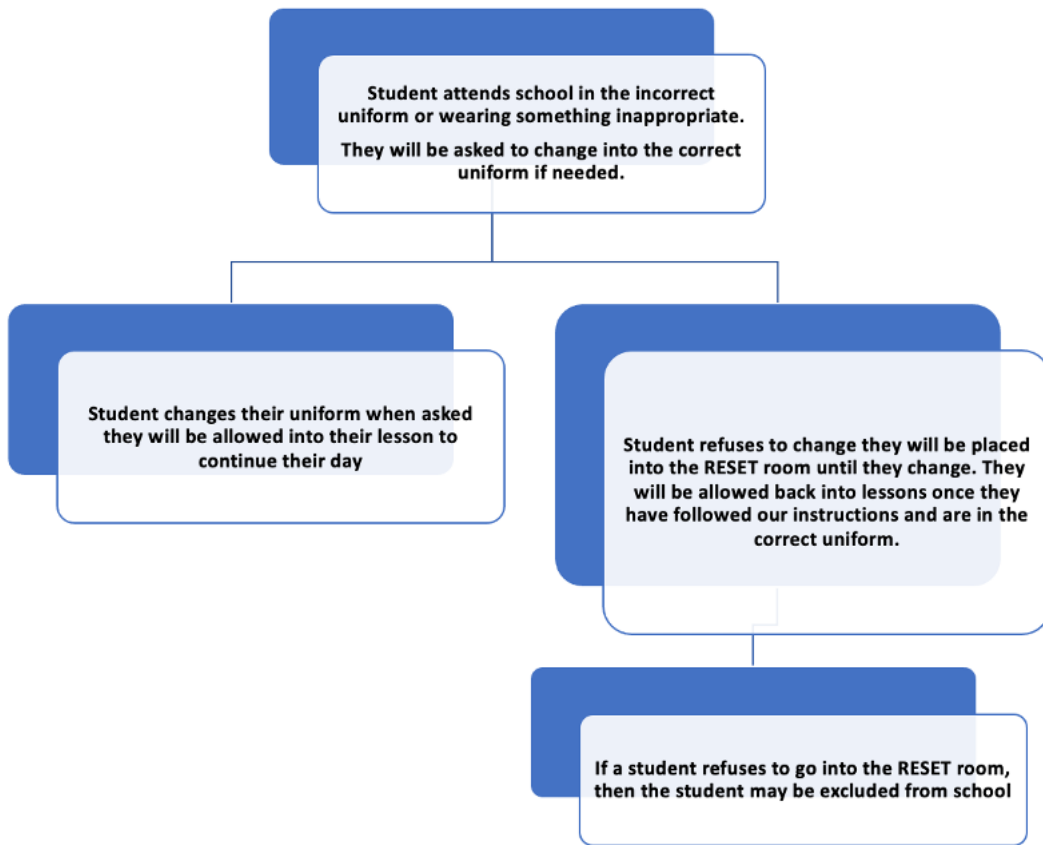 Student attends school in the incorrect
uniform or wearing something inappropriate.
They will be asked to change into the correct
uniform if needed.
Student changes their uniform when asked
they will be allowed into their lesson to
continue their day
Student refuses to change they will be placed
into the RESET room until they change. They
will be allowed back into lessons once they
have followed our instructions and are in the
correct uniform.
If a student refuses to go into the RESET room,
then the student may be excluded from school